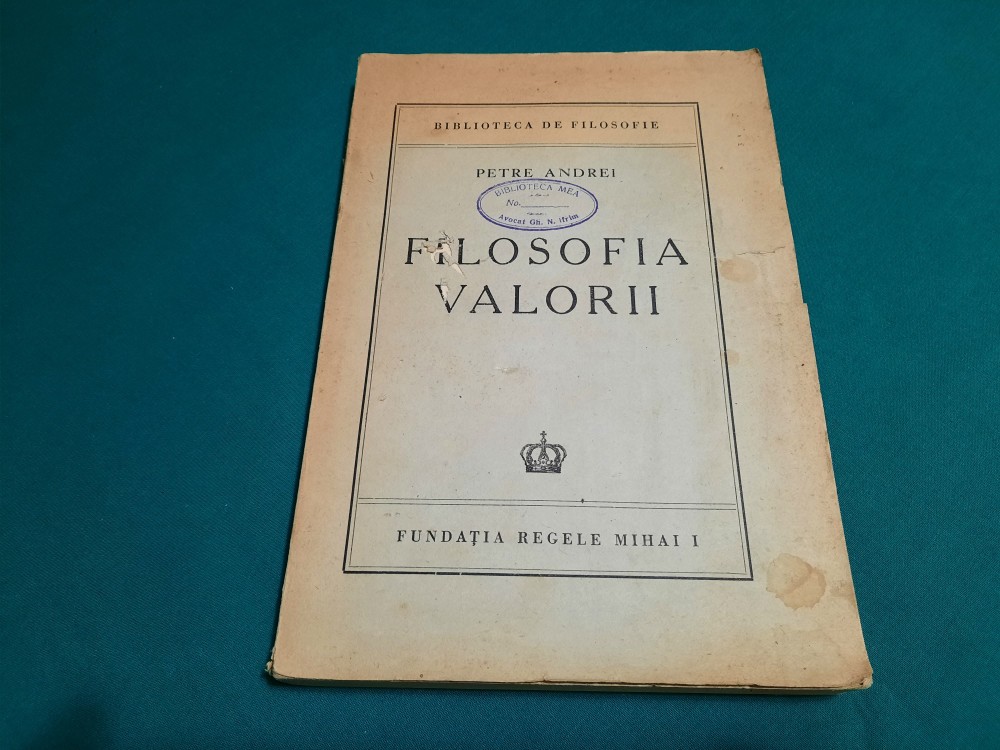 BIBLIOTECA DE FILOSOFIE
PETRE ANDREI
BIBLIOTECA MEA
No.
Avocat Gh. N. Ifrim
FILOSOFIA
VALORII
FUNDAȚIA REGELE MIHAI I